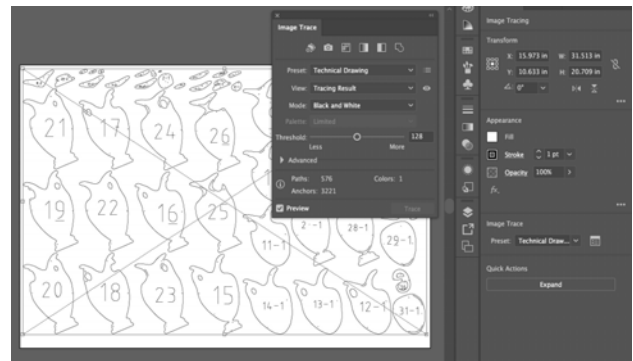 Image Trace
Preset: Technical Drawing
View: Tracing Result
Mode: Black and White
Palette: Limited
Threshold: 128
Less More
Advanced
Paths: 576 Colors: 1
Anchors: 3221
Preview Trace
21 17 24 26
19 22 16 25 11-1 2-1 28-1 29-1
20 18 23 15 14-1 13-1 12-1 31-1
Image Tracing
Transform
X: 15.973 in W: 31.513 in
Y: 10.633 in H: 20.709 in
0°
Appearance
Fill
Stroke 1 pt
Opacity 100%
fx.
Image Trace
Preset: Technical Draw...
Quick Actions
Expand